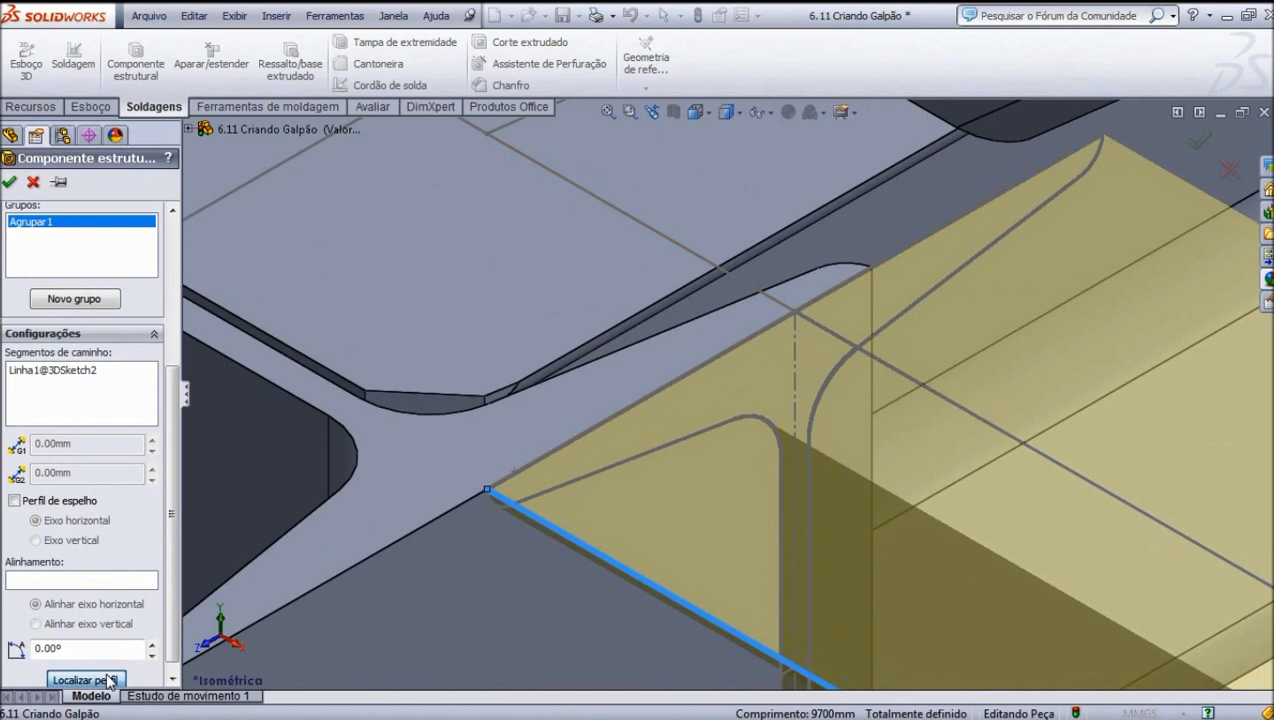 SOLIDWORKS
Arquivo
Editar
Exibir
Inserir
Ferramentas
Janela
Ajuda
6.11 Criando Galpão *
Pesquisar o Fórum da Comunidade
Esboço 3D
Soldagem
Componente estrutural
Aparar/estender
Ressalto/base extrudado
Tampa de extremidade
Cantoneira
Cordão de solda
Corte extrudado
Assistente de Perfuração
Chanfro
Geometria de refe...
Recursos
Esboço
Soldagens
Ferramentas de moldagem
Avaliar
DimXpert
Produtos Office
6.11 Criando Galpão (Valor...
Componente estrutu...
?
Grupos:
Agrupar1
Novo grupo
Configurações
Segmentos de caminho:
Linha1@3DSketch2
G1
0.00mm
G2
0.00mm
Perfil de espelho
Eixo horizontal
Eixo vertical
Alinhamento:
Alinhar eixo horizontal
Alinhar eixo vertical
0.00º
Y
Z
X
*Isométrica
Modelo
Estudo de movimento 1
6.11 Criando Galpão
Comprimento: 9700mm
Totalmente definido
Editando Peça
MMGS